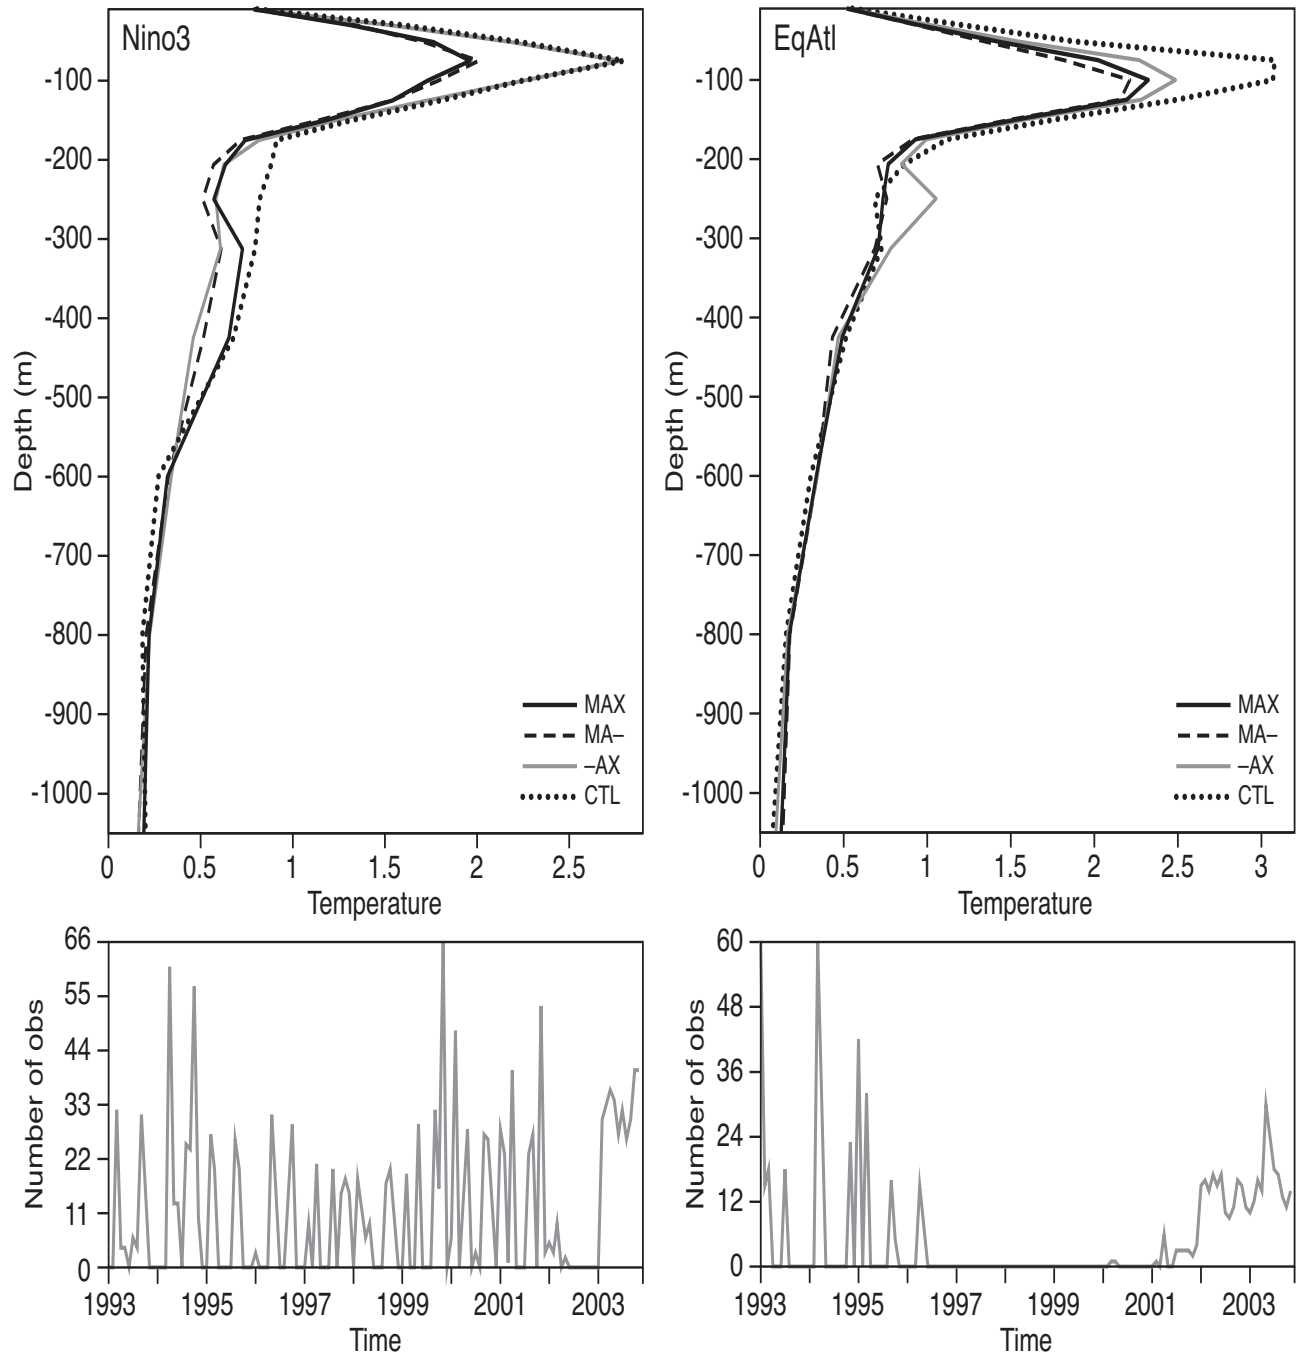 Nino3
-100
-200
-300
-400
-500
-600
-700
-800
-900
-1000
Depth (m)
MAX
MA–
–AX
CTL
0 0.5 1 1.5 2 2.5
Temperature
EqAtl
-100
-200
-300
-400
-500
-600
-700
-800
-900
-1000
Depth (m)
MAX
MA–
–AX
CTL
0 0.5 1 1.5 2 2.5 3
Temperature
66
55
44
33
22
11
0
Number of obs
1993 1995 1997 1999 2001 2003
Time
60
48
36
24
12
0
Number of obs
1993 1995 1997 1999 2001 2003
Time